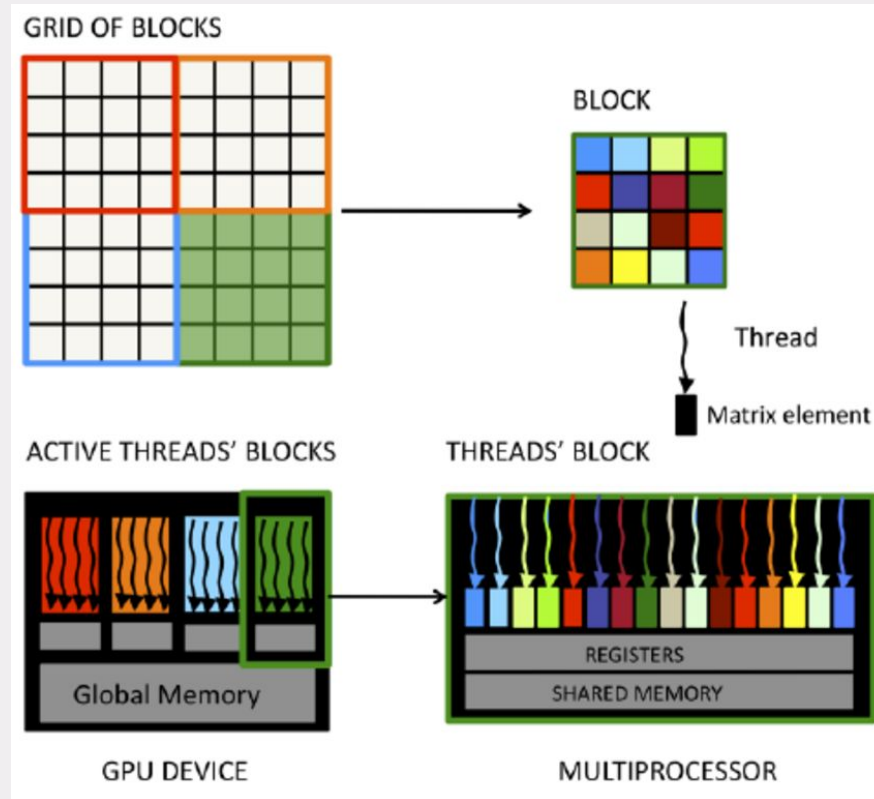 GRID OF BLOCKS
BLOCK
Thread
Matrix element
ACTIVE THREADS' BLOCKS
THREADS' BLOCK
Global Memory
REGISTERS
SHARED MEMORY
GPU DEVICE
MULTIPROCESSOR